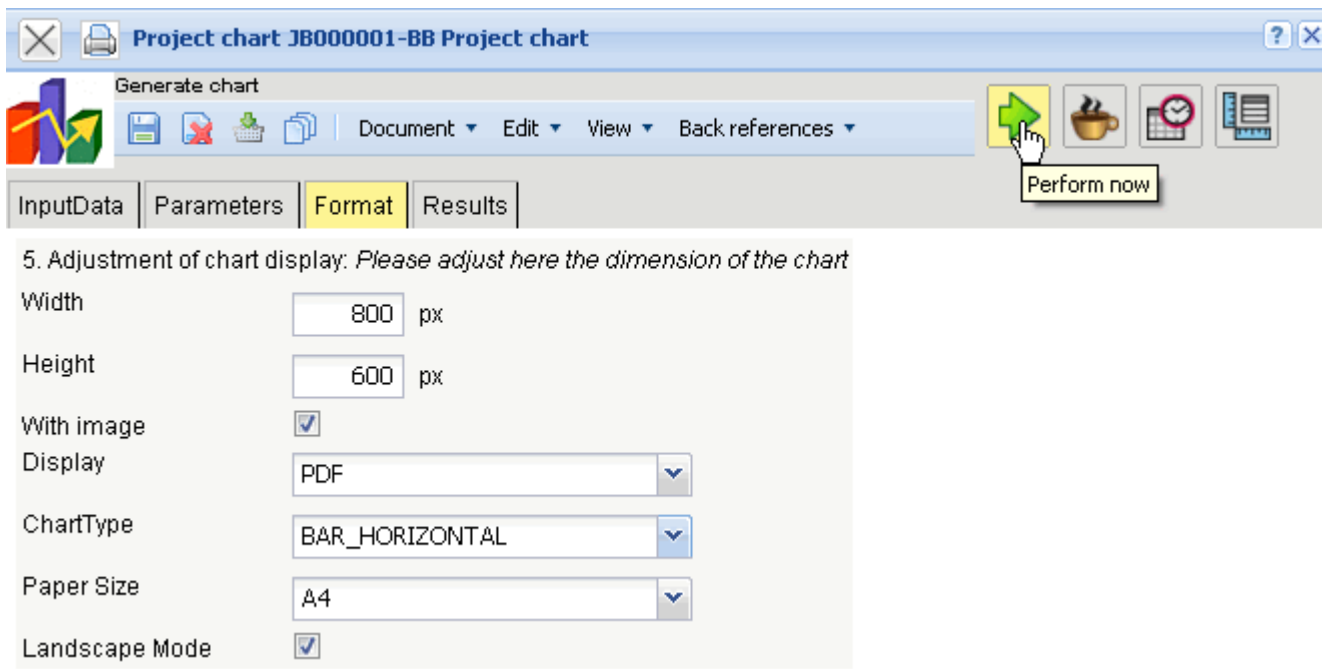 Project chart JB000001-BB Project chart
Generate chart
Document Edit View Back references
Perform now
InputData Parameters Format Results
5. Adjustment of chart display: Please adjust here the dimension of the chart
Width 800 px
Height 600 px
With image
Display PDF
ChartType BAR_HORIZONTAL
Paper Size A4
Landscape Mode